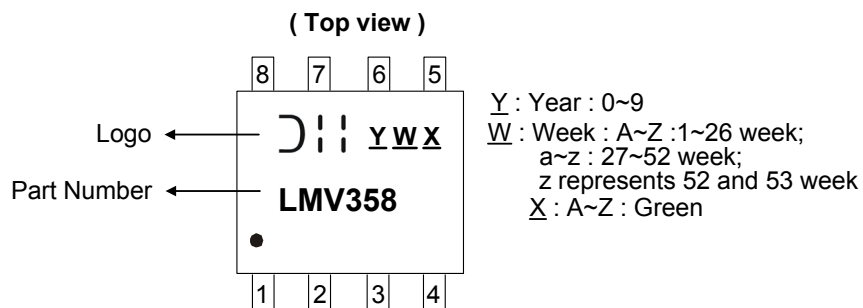 ( Top view )
8 7 6 5
Logo
Y W X
Part Number
LMV358
1 2 3 4
Y : Year : 0~9
W : Week : A~Z :1~26 week;
a~z : 27~52 week;
z represents 52 and 53 week
X : A~Z : Green